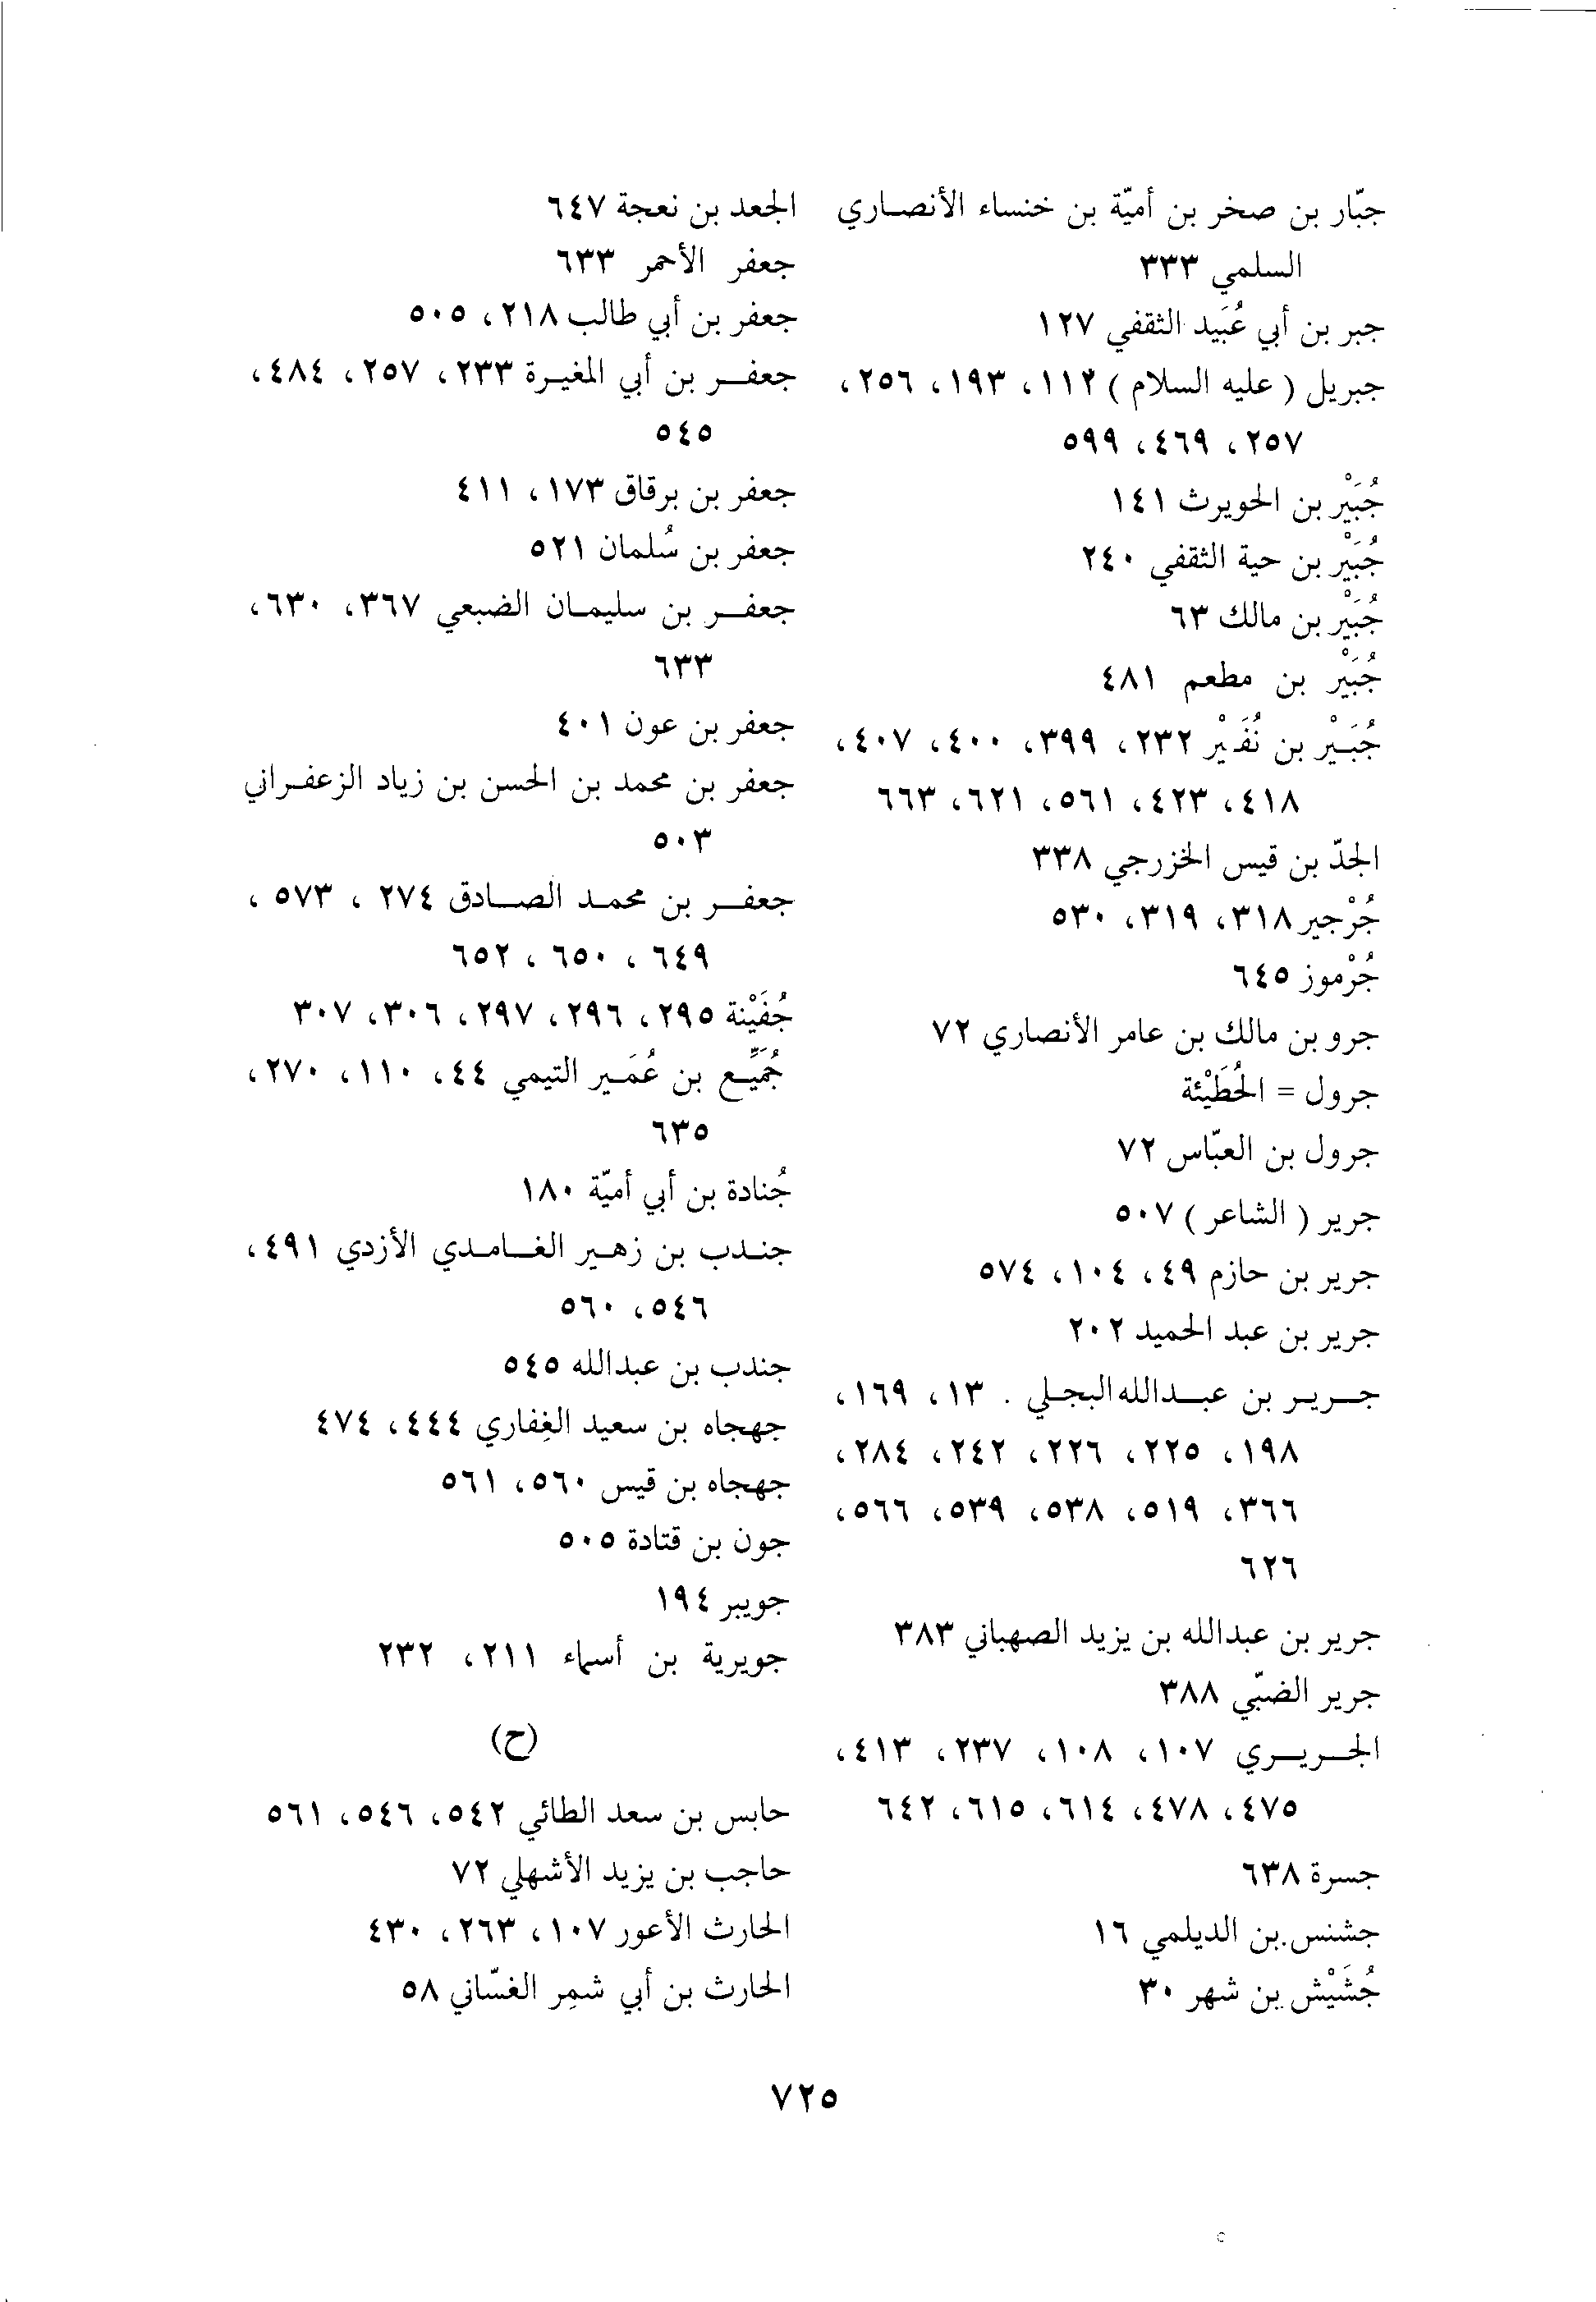 جبّار بن صخر بن أميّة بن خنساء الأنصاري
السلمي ٣٣٣
جبر بن أبي عُبَيد الثقفي ١٢٧
جبريل ( عليه السلام ) ١١٢، ١٩٣، ٢٥٦،
٢٥٧، ٤٦٩، ٥٩٩
جُبَيْر بن الحويرث ١٤١
جُبَيْر بن حية الثقفي ٢٤٠
جُبَيْر بن مالك ٦٣
جُبَيْر بن مطعم ٤٨١
جُبَيْر بن نُفَيْر ٢٣٢، ٣٩٩، ٤٠٠، ٤٠٧،
٤١٨، ٤٢٣، ٥٦١، ٦٢١، ٦٦٣
الجدّ بن قيس الخزرجي ٣٣٨
جُرْجير ٣١٨، ٣١٩، ٥٣٠
جُرْموز ٦٤٥
جرو بن مالك بن عامر الأنصاري ٧٢
جرول = الحُطَيْئة
جرول بن العبّاس ٧٢
جرير ( الشاعر ) ٥٠٧
جرير بن حازم ٤٩، ١٠٤، ٥٧٤
جرير بن عبد الحميد ٢٠٢
جرير بن عبدالله البجلي . ١٣، ١٦٩،
١٩٨، ٢٢٥، ٢٢٦، ٢٤٢، ٢٨٤،
٣٦٦، ٥١٩، ٥٣٨، ٥٣٩، ٥٦٦،
٦٢٦
جرير بن عبدالله بن يزيد الصهباني ٣٨٣
جرير الضبّي ٣٨٨
الجريري ١٠٧، ١٠٨، ٢٣٧، ٤١٣،
٤٧٥، ٤٧٨، ٦١٤، ٦١٥، ٦٤٢
جسرة ٦٣٨
جشنس بن الديلمي ١٦
جُشَيْش بن شهر ٣٠
الجعد بن نعجة ٦٤٧
جعفر الأحمر ٦٣٣
جعفر بن أبي طالب ٢١٨، ٥٠٥
جعفر بن أبي المغيرة ٢٣٣، ٢٥٧، ٤٨٤،
٥٤٥
جعفر بن برقاق ١٧٣، ٤١١
جعفر بن سُلمان ٥٢١
جعفر بن سليمان الضبعي ٣٦٧، ٦٣٠،
٦٣٣
جعفر بن عون ٤٠١
جعفر بن محمد بن الحسن بن زياد الزعفراني
٥٠٣
جعفر بن محمد الصادق ٢٧٤ ، ٥٧٣ ،
٦٤٩ ، ٦٥٠ ، ٦٥٢
جُفَيْنة ٢٩٥، ٢٩٦، ٢٩٧، ٣٠٦، ٣٠٧
جُمَيِّع بن عُمَير التيمي ٤٤، ١١٠، ٢٧٠،
٦٣٥
جُنادة بن أبي أميّة ١٨٠
جندب بن زهير الغامدي الأزدي ٤٩١،
٥٤٦، ٥٦٠
جندب بن عبدالله ٥٤٥
جهجاه بن سعيد الغِفاري ٤٤٤، ٤٧٤
جهجاه بن قيس ٥٦٠، ٥٦١
جون بن قتادة ٥٠٥
جويبر ١٩٤
جويرية بن أسماء ٢١١، ٢٣٢
(ح)
حابس بن سعد الطائي ٥٤٢، ٥٤٦، ٥٦١
حاجب بن يزيد الأشهلي ٧٢
الحارث الأعور ١٠٧، ٢٦٣، ٤٣٠
الحارث بن أبي شمِر الغسّاني ٥٨
٧٢٥